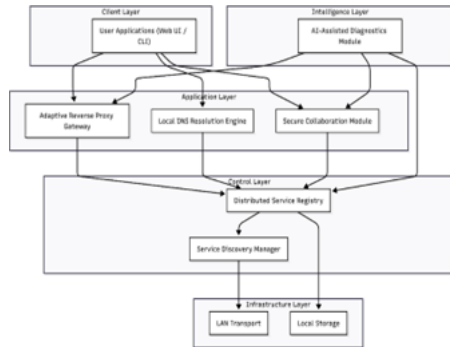 Client Layer
Intelligence Layer
User Applications (Web UI /
CLI)
AI-Assisted Diagnostics
Module
Application Layer
Adaptive Reverse Proxy
Gateway
Local DNS Resolution Engine
Secure Collaboration Module
Control Layer
Distributed Service Registry
Service Discovery Manager
Infrastructure Layer
LAN Transport
Local Storage